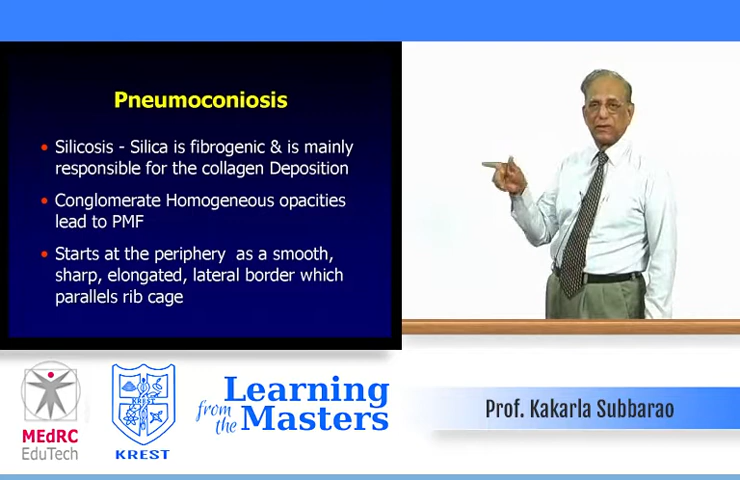 Pneumoconiosis
• Silicosis - Silica is fibrogenic & is mainly
responsible for the collagen Deposition
• Conglomerate Homogeneous opacities
lead to PMF
• Starts at the periphery as a smooth,
sharp, elongated, lateral border which
parallels rib cage
MEdRC
EduTech
KREST
KREST
Learning
from the
Masters
Prof. Kakarla Subbarao